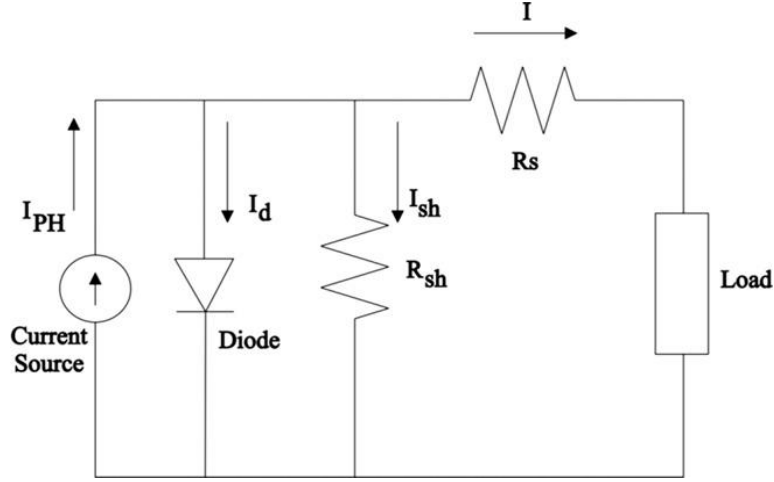 I
Rs
I_PH
I_d
I_sh
R_sh
Load
Current
Source
Diode